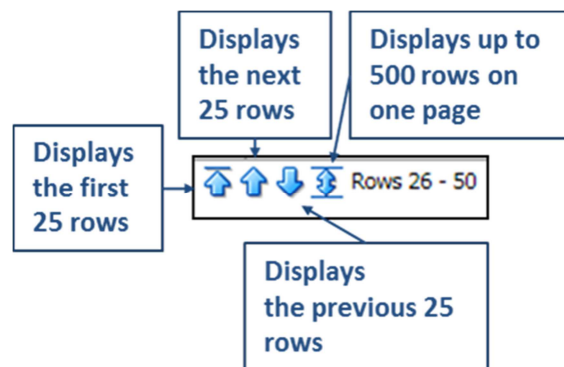 Displays
the next
25 rows
Displays up to
500 rows on
one page
Displays
the first
25 rows
Rows 26 - 50
Displays
the previous 25
rows